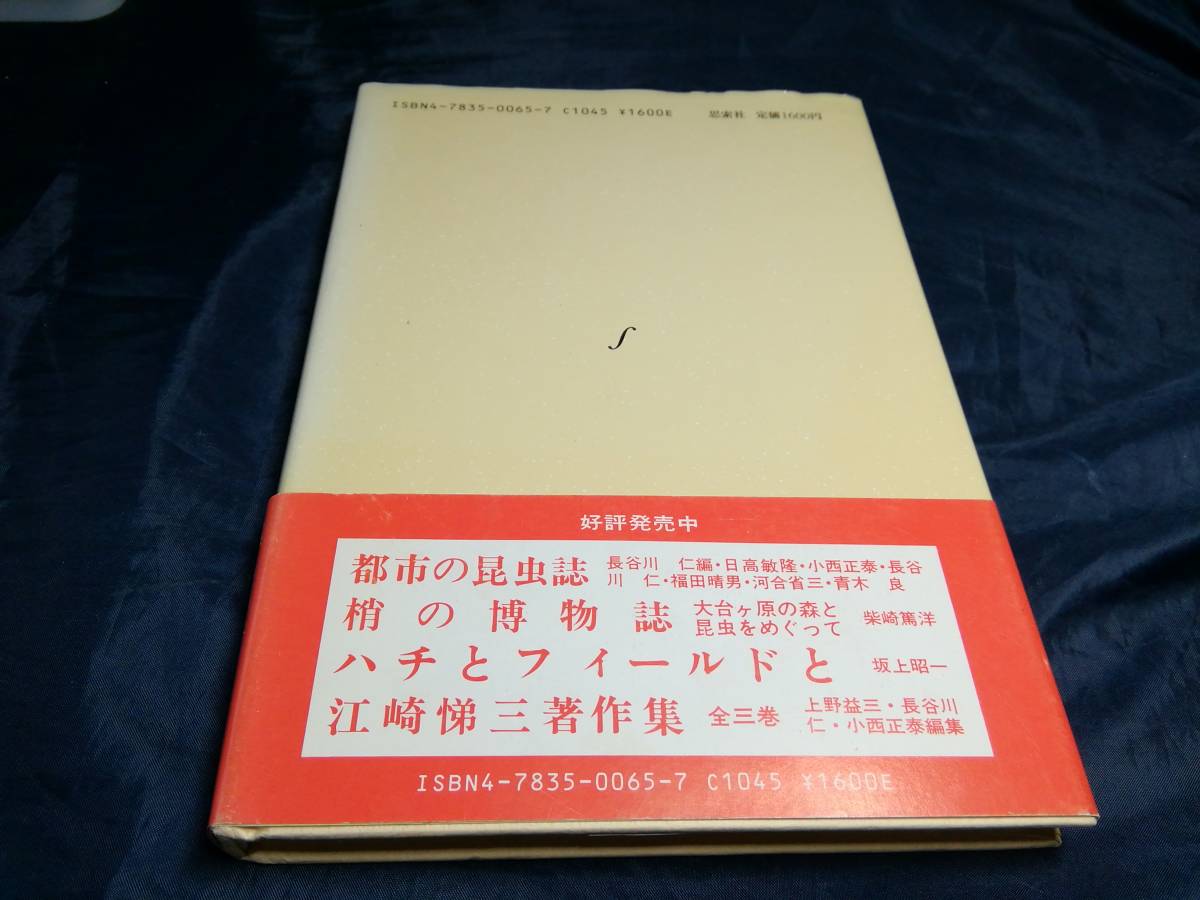 ISBN4-7835-0065-7 C1045 ¥1600E 思索社 定価1600円
∫
好評発売中
都市の昆虫誌 長谷川 仁編・日高敏隆・小西正泰・長谷
川 仁・福田晴男・河合省三・青木 良
梢の博物誌 大台ヶ原の森と
昆虫をめぐって 柴崎篤洋
ハチとフィールドと 坂上昭一
江崎悌三著作集 全三巻 上野益三・長谷川
仁・小西正泰編集
ISBN4-7835-0065-7 C1045 ¥1600E